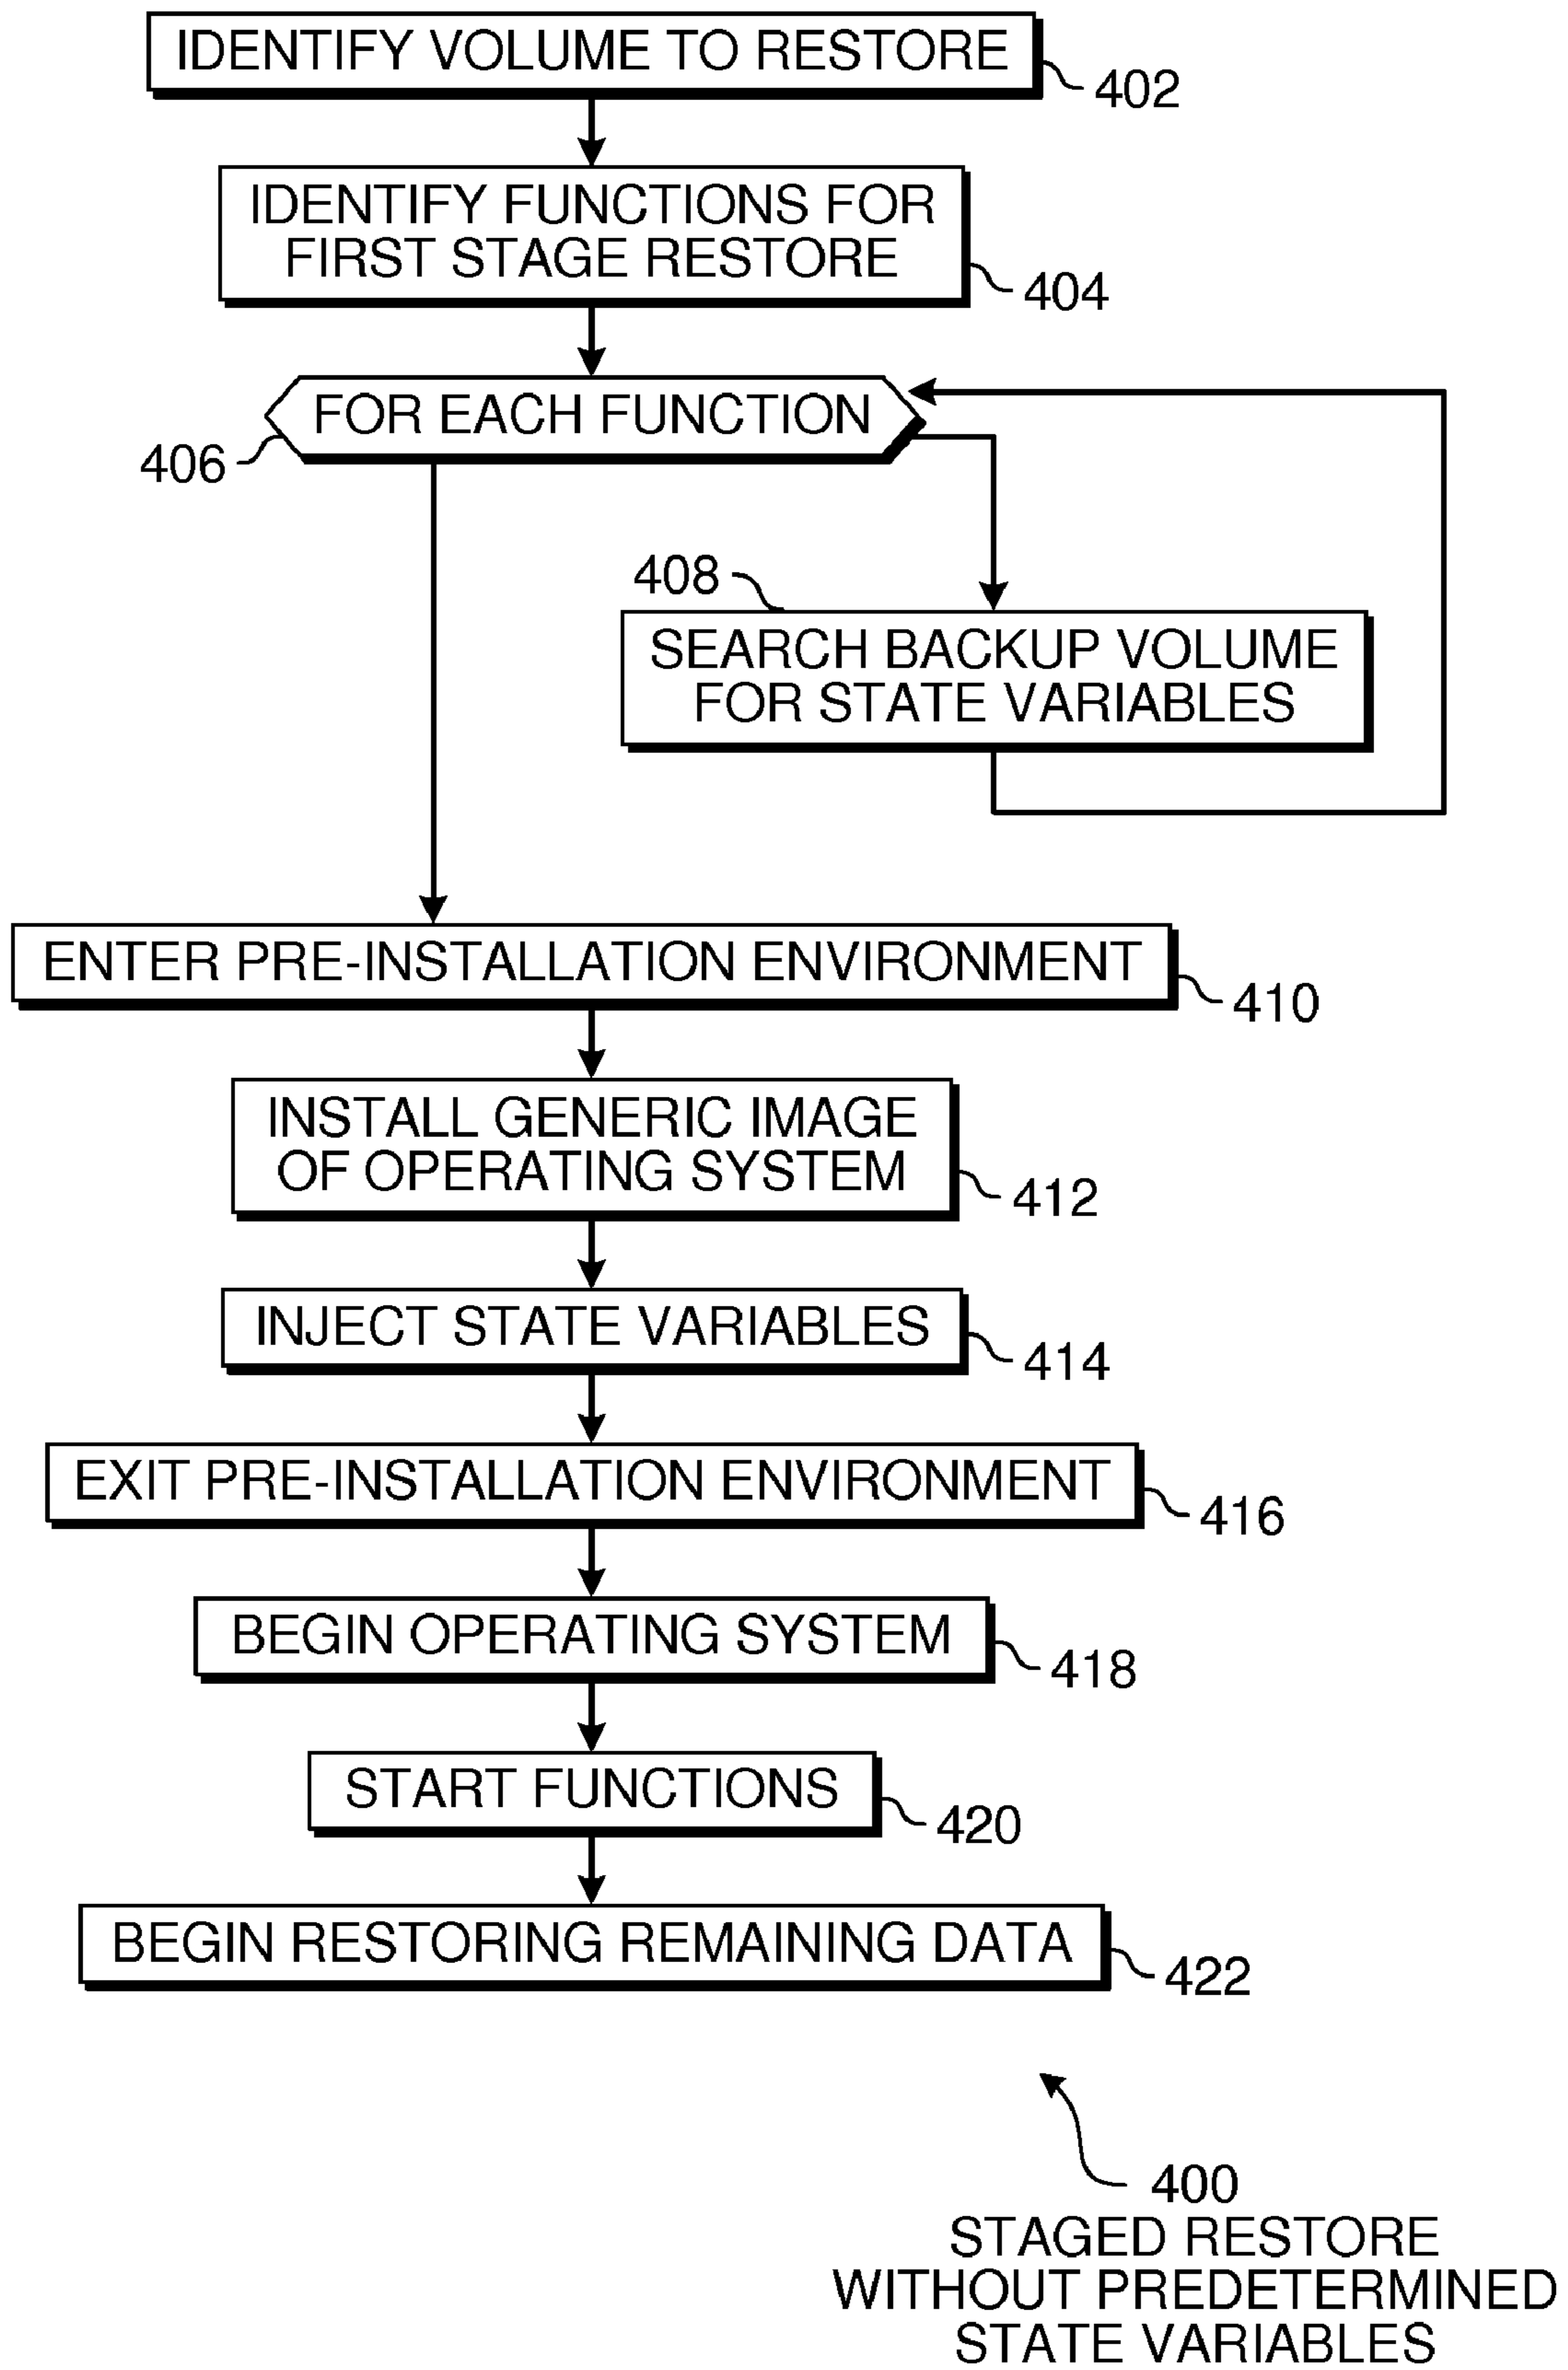 IDENTIFY VOLUME TO RESTORE
402
IDENTIFY FUNCTIONS FOR
FIRST STAGE RESTORE
404
FOR EACH FUNCTION
406
408
SEARCH BACKUP VOLUME
FOR STATE VARIABLES
ENTER PRE-INSTALLATION ENVIRONMENT
410
INSTALL GENERIC IMAGE
OF OPERATING SYSTEM
412
INJECT STATE VARIABLES
414
EXIT PRE-INSTALLATION ENVIRONMENT
416
BEGIN OPERATING SYSTEM
418
START FUNCTIONS
420
BEGIN RESTORING REMAINING DATA
422
400
STAGED RESTORE
WITHOUT PREDETERMINED
STATE VARIABLES